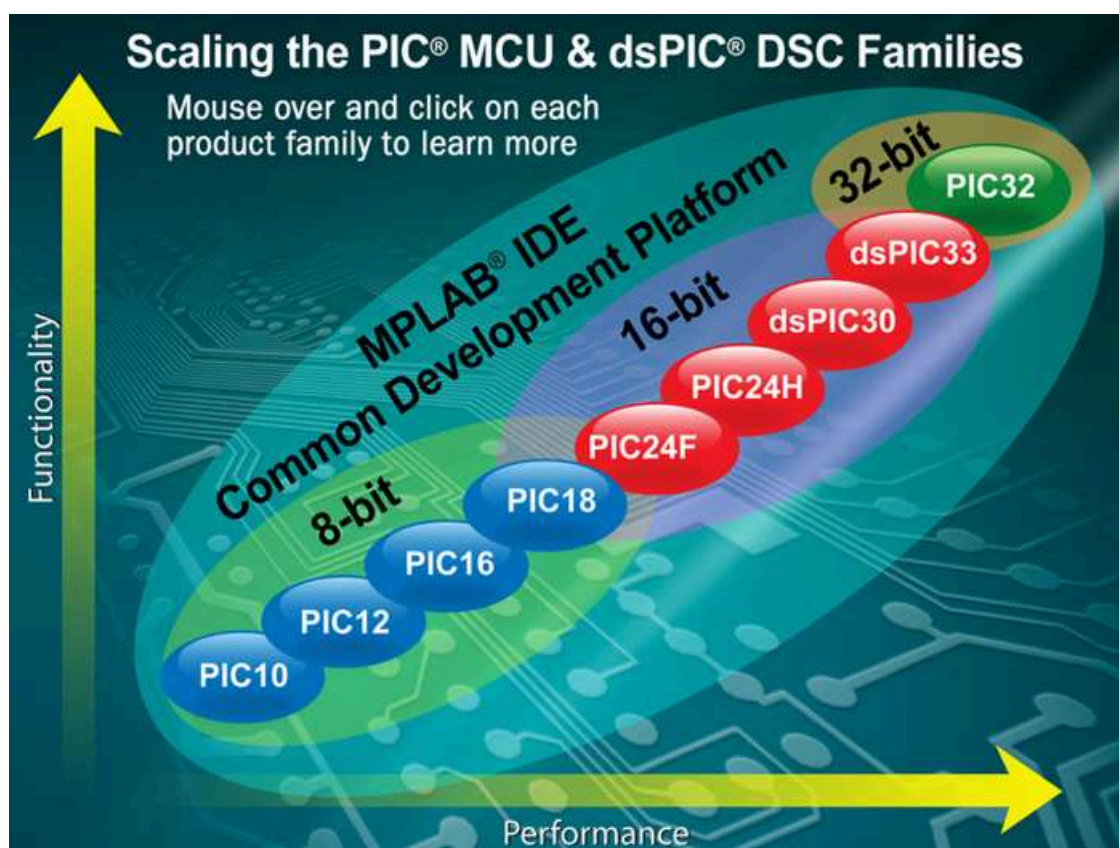 Scaling the PIC® MCU & dsPIC® DSC Families
Mouse over and click on each
product family to learn more
MPLAB® IDE
Common Development Platform
32-bit
PIC32
dsPIC33
16-bit
dsPIC30
PIC24H
PIC24F
8-bit
PIC18
PIC16
PIC12
PIC10
Functionality
Performance